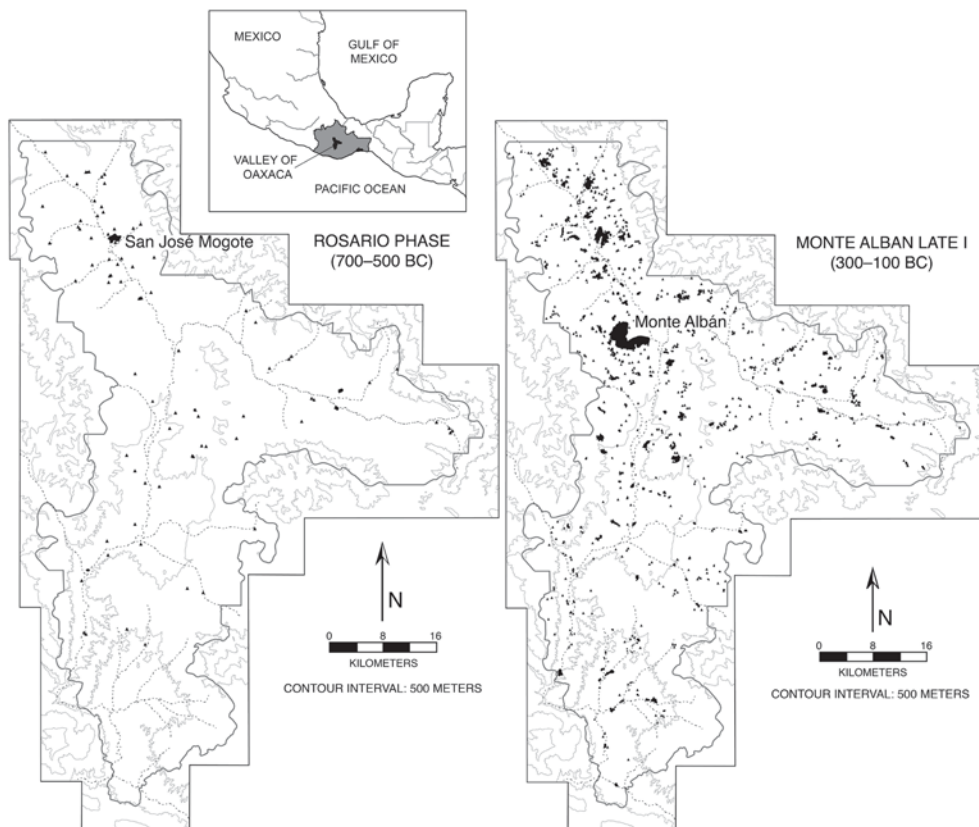 MEXICO
GULF OF
MEXICO
VALLEY OF
OAXACA
PACIFIC OCEAN
San José Mogote
ROSARIO PHASE
(700–500 BC)
N
0 8 16
KILOMETERS
CONTOUR INTERVAL: 500 METERS
MONTE ALBAN LATE I
(300–100 BC)
Monte Albán
N
0 8 16
KILOMETERS
CONTOUR INTERVAL: 500 METERS